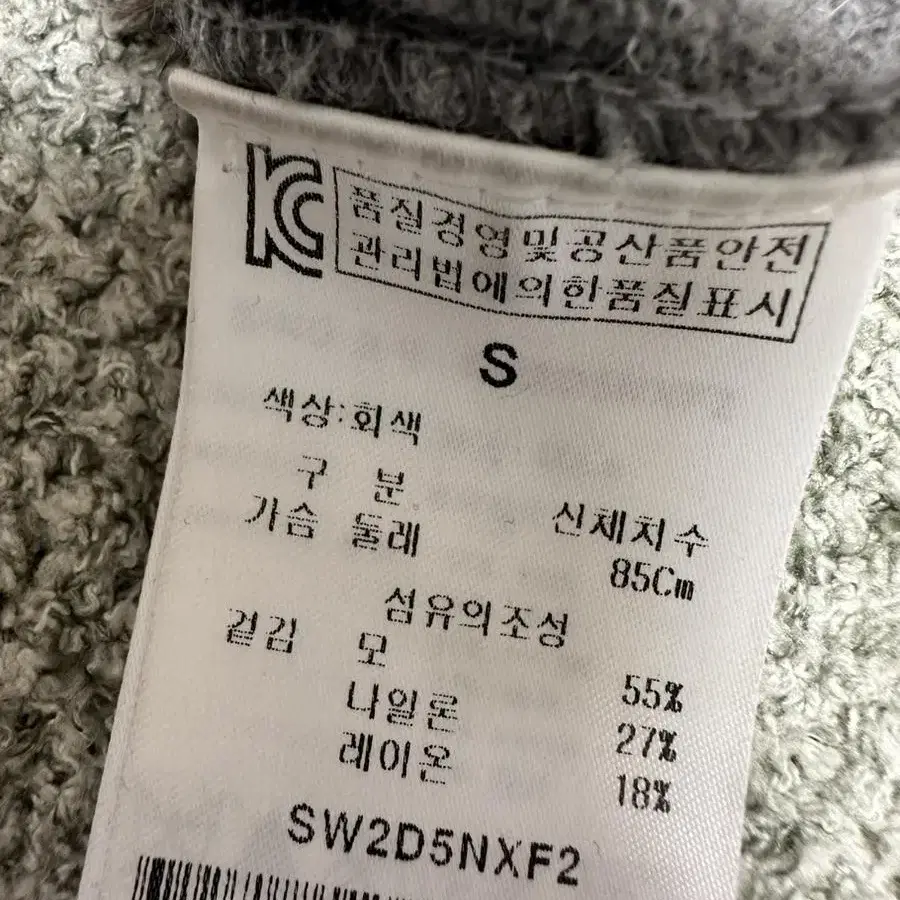 KC 품질경영및공산품안전
관리법에의한품질표시
S
색상:회색
구 분 신체치수
가슴 둘레 85Cm
섬유의조성
겉감 모 55%
나일론 27%
레이온 18%
SW2D5NXF2